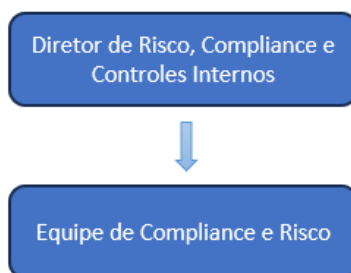 Diretor de Risco, Compliance e
Controles Internos
Equipe de Compliance e Risco